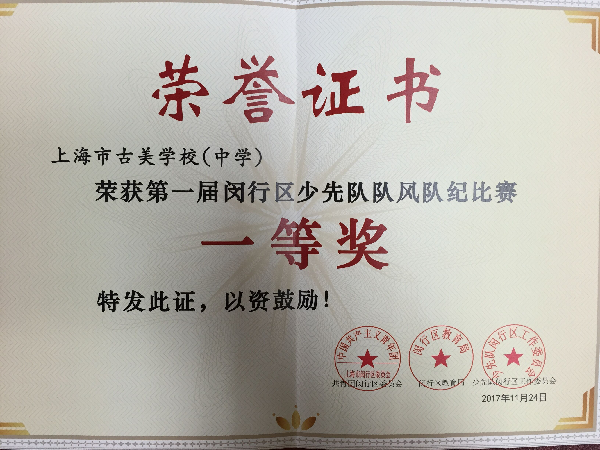 荣誉证书
上海市古美学校(中学)
荣获第一届闵行区少先队队风队纪比赛
一等奖
特发此证，以资鼓励！
中国共产主义青年团
闵行区教育局
少先队闵行区工作委员会
共青团闵行区委员会 闵行区教育局 少先队闵行区工作委员会
2017年11月24日